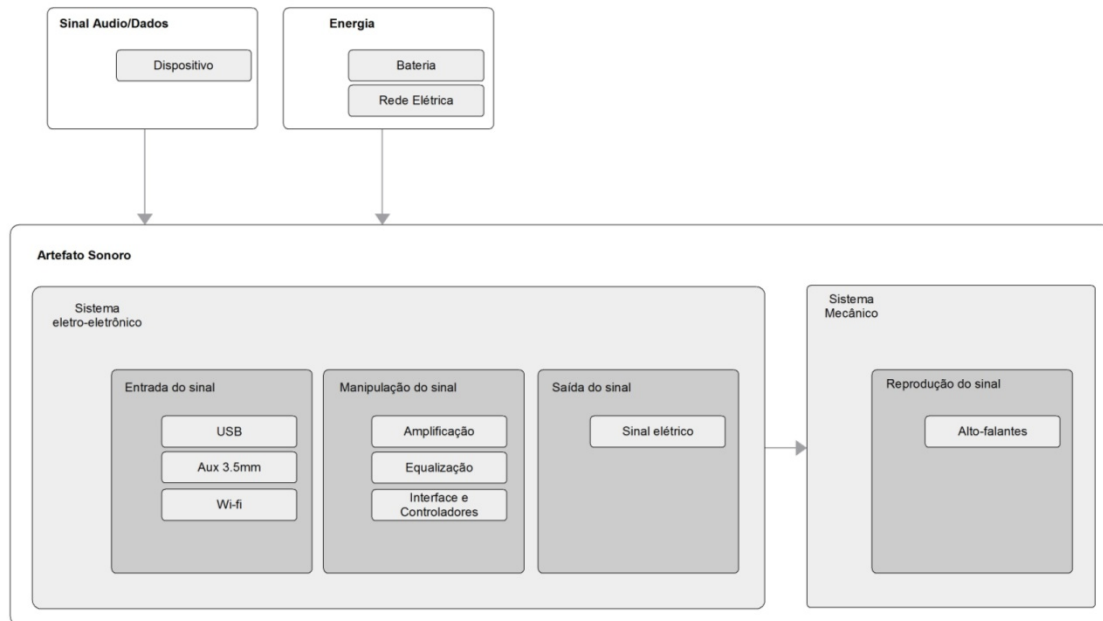 Sinal Audio/Dados
Dispositivo
Energia
Bateria
Rede Elétrica
Artefato Sonoro
Sistema
eletro-eletrônico
Entrada do sinal
USB
Aux 3.5mm
Wi-fi
Manipulação do sinal
Amplificação
Equalização
Interface e
Controladores
Saída do sinal
Sinal elétrico
Sistema
Mecânico
Reprodução do sinal
Alto-falantes